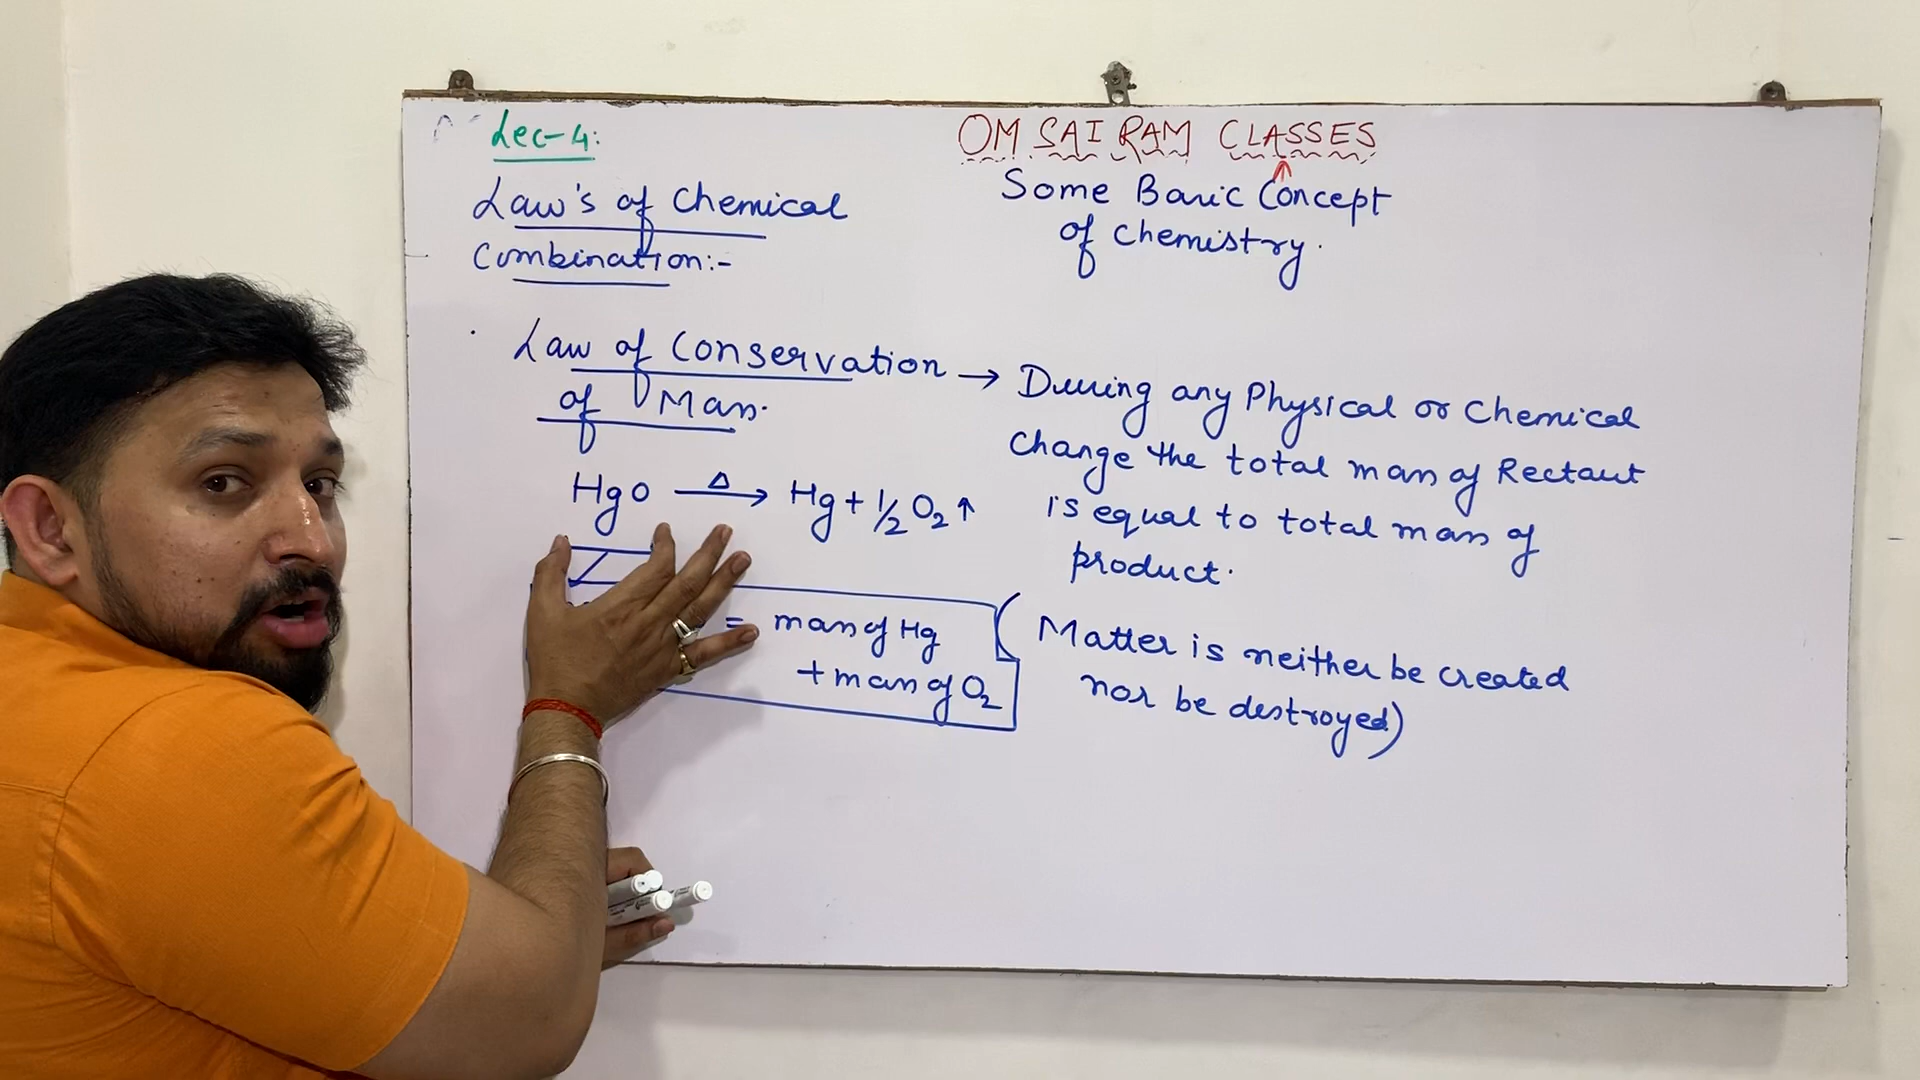 Lec-4:
OM SAI RAM CLASSES
Law's of Chemical
Combination:-
Some Basic Concept
of Chemistry.
Law of Conservation
of Mass.
→ During any Physical or Chemical
Change the total mass of Rectaut
is equal to total mass of
product.
HgO —Δ→ Hg + 1/2 O2 ↑
= mass of Hg
+ mass of O2
(Matter is neither be created
nor be destroyed)